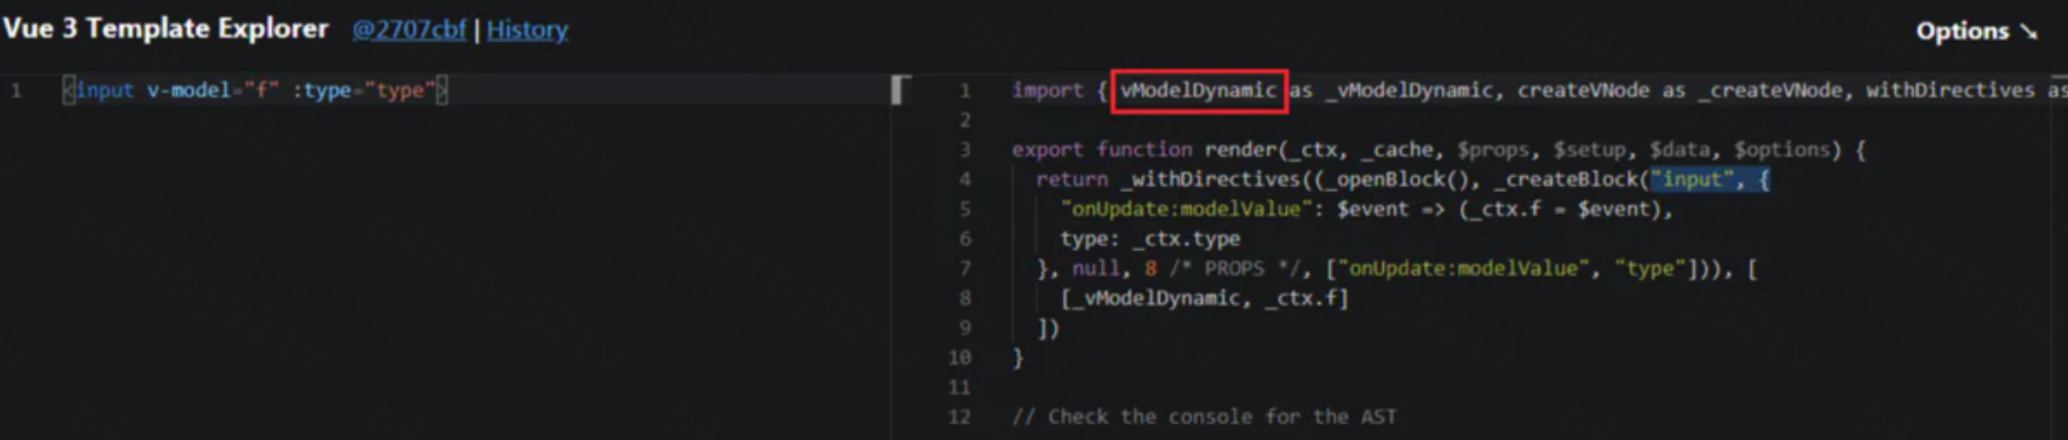 Vue 3 Template Explorer @2707cbf | History Options ↘
1 <input v-model="f" :type="type">
1 import { vModelDynamic as _vModelDynamic, createVNode as _createVNode, withDirectives as
2
3 export function render(_ctx, _cache, $props, $setup, $data, $options) {
4 return _withDirectives((_openBlock(), _createBlock("input", {
5 "onUpdate:modelValue": $event => (_ctx.f = $event),
6 type: _ctx.type
7 }, null, 8 /* PROPS */, ["onUpdate:modelValue", "type"])), [
8 [_vModelDynamic, _ctx.f]
9 ])
10 }
11
12 // Check the console for the AST